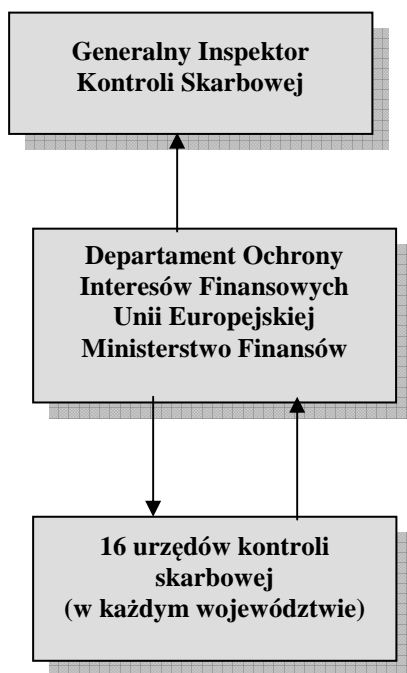 Generalny Inspektor
Kontroli Skarbowej
Departament Ochrony
Interesów Finansowych
Unii Europejskiej
Ministerstwo Finansów
16 urzędów kontroli
skarbowej
(w każdym województwie)